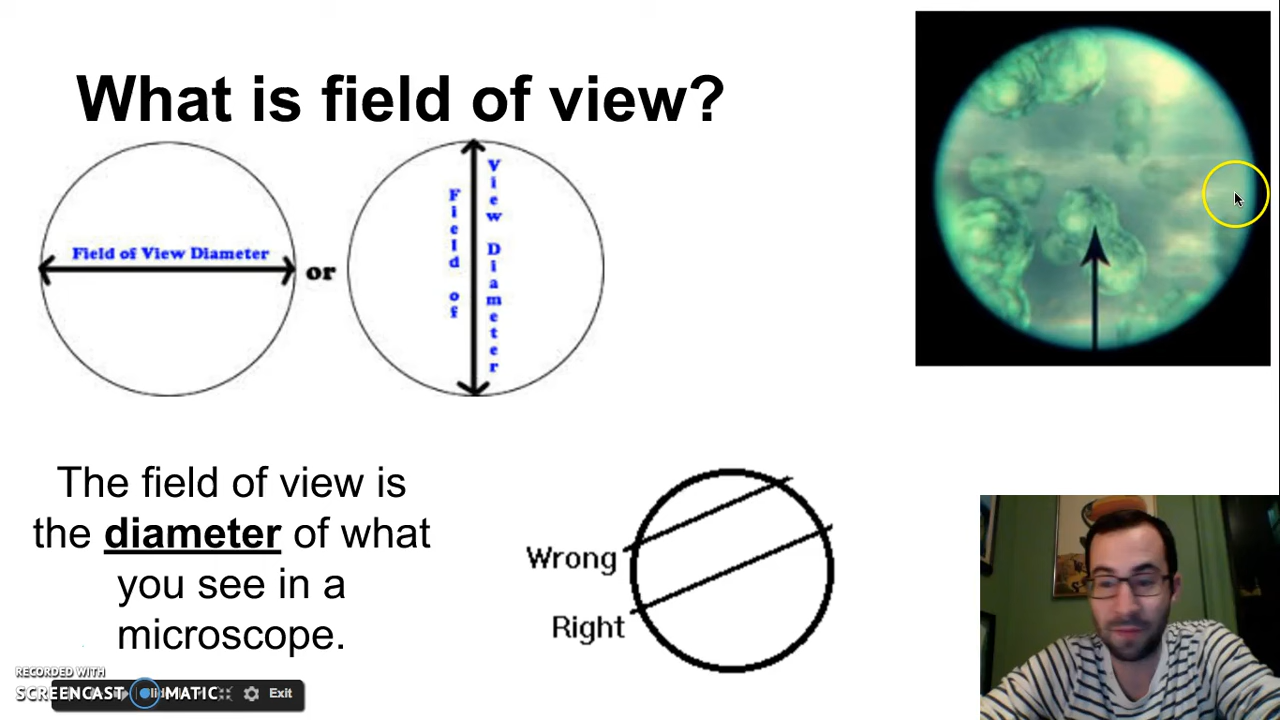 What is field of view?
Field of View Diameter
or
Field of
View Diameter
The field of view is
the diameter of what
you see in a
microscope.
Wrong
Right
RECORDED WITH
SCREENCAST MATIC
Exit